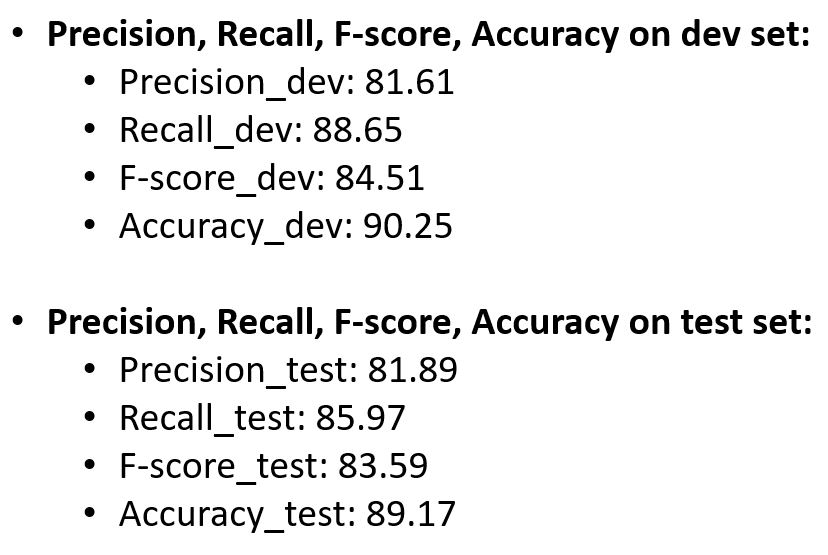 • Precision, Recall, F-score, Accuracy on dev set:
• Precision_dev: 81.61
• Recall_dev: 88.65
• F-score_dev: 84.51
• Accuracy_dev: 90.25
• Precision, Recall, F-score, Accuracy on test set:
• Precision_test: 81.89
• Recall_test: 85.97
• F-score_test: 83.59
• Accuracy_test: 89.17